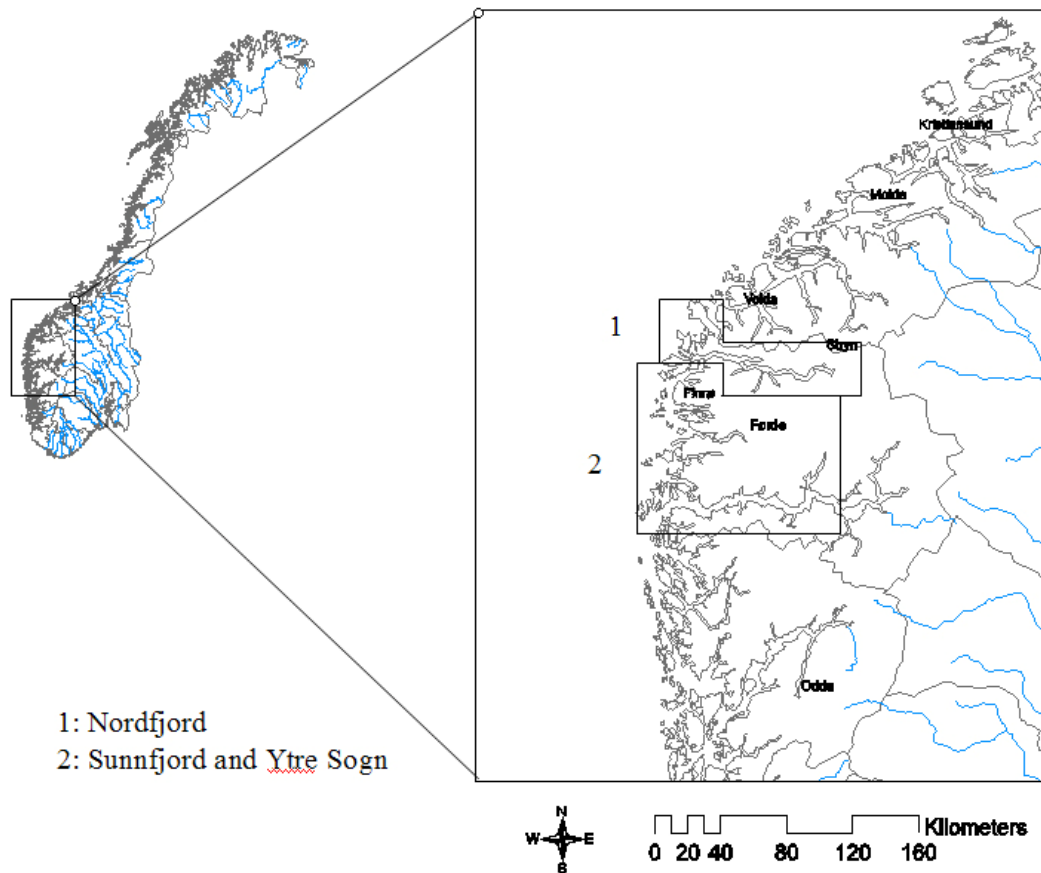 Kristiansund
Molde
Volda
1
Stryn
Florø
Førde
2
Odda
1: Nordfjord
2: Sunnfjord and Ytre Sogn
N
W E
S
Kilometers
0 20 40 80 120 160